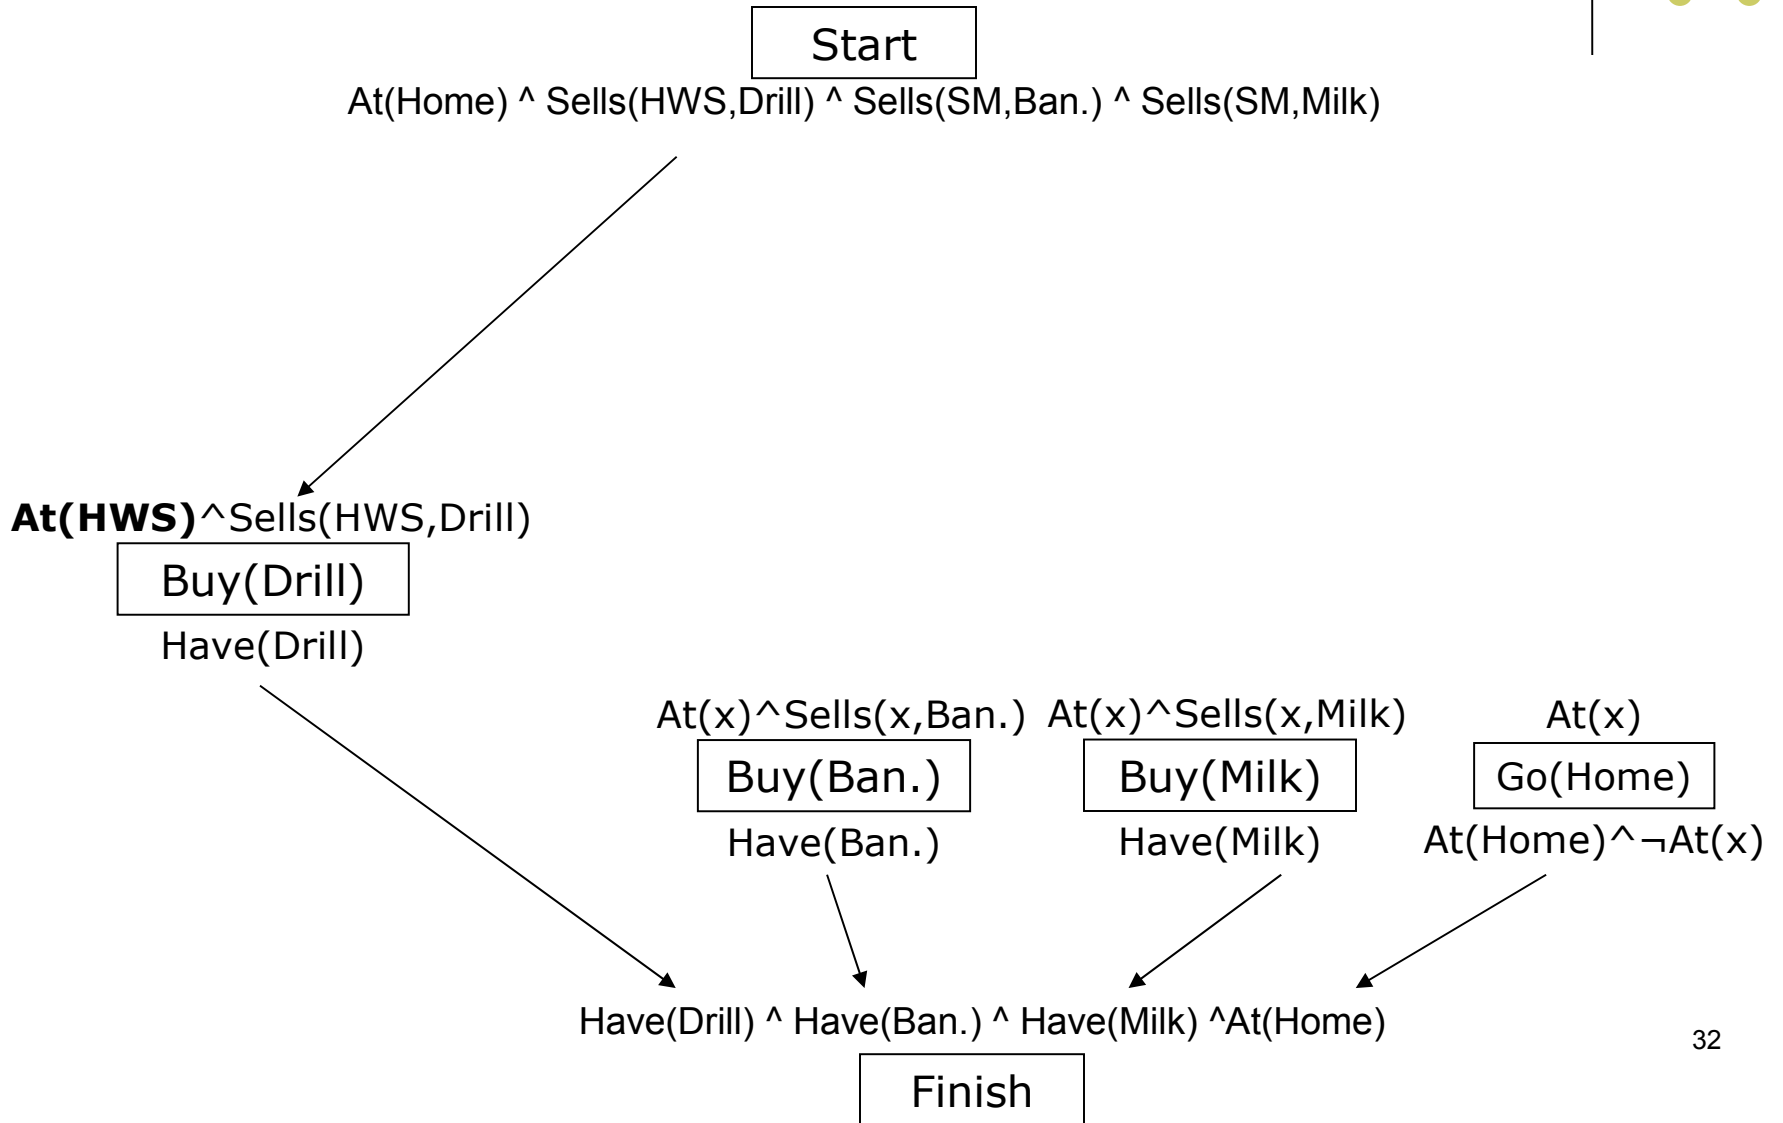 Start
At(Home) ^ Sells(HWS,Drill) ^ Sells(SM,Ban.) ^ Sells(SM,Milk)
At(HWS)^Sells(HWS,Drill)
Buy(Drill)
Have(Drill)
At(x)^Sells(x,Ban.) At(x)^Sells(x,Milk) At(x)
Buy(Ban.) Buy(Milk) Go(Home)
Have(Ban.) Have(Milk) At(Home)^¬At(x)
Have(Drill) ^ Have(Ban.) ^ Have(Milk) ^At(Home)
32
Finish